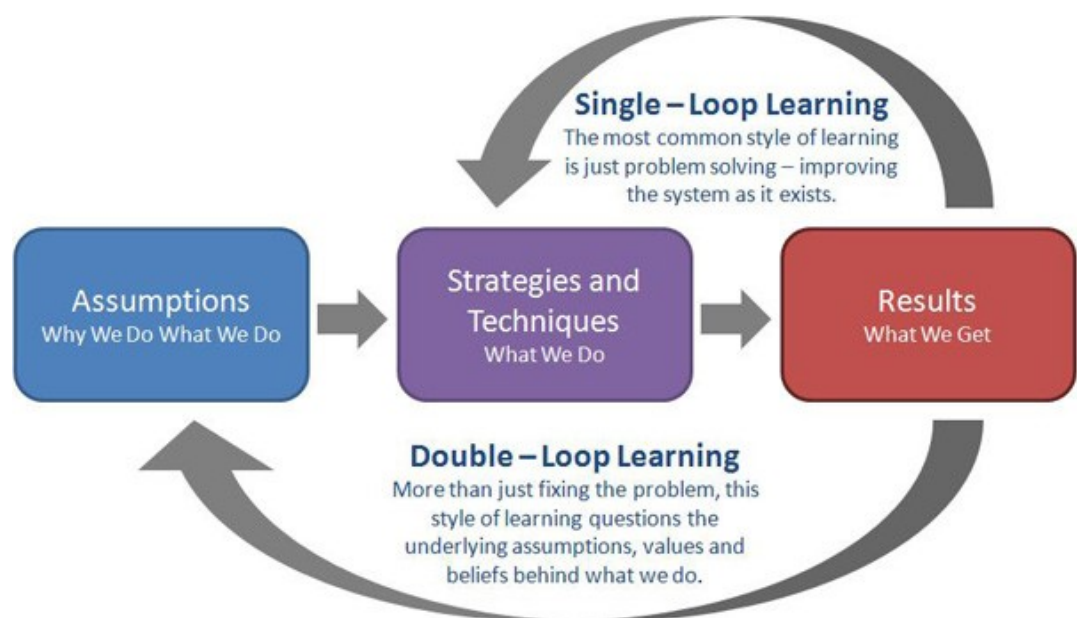 Single – Loop Learning
The most common style of learning
is just problem solving – improving
the system as it exists.
Assumptions
Why We Do What We Do
Strategies and
Techniques
What We Do
Results
What We Get
Double – Loop Learning
More than just fixing the problem, this
style of learning questions the
underlying assumptions, values and
beliefs behind what we do.